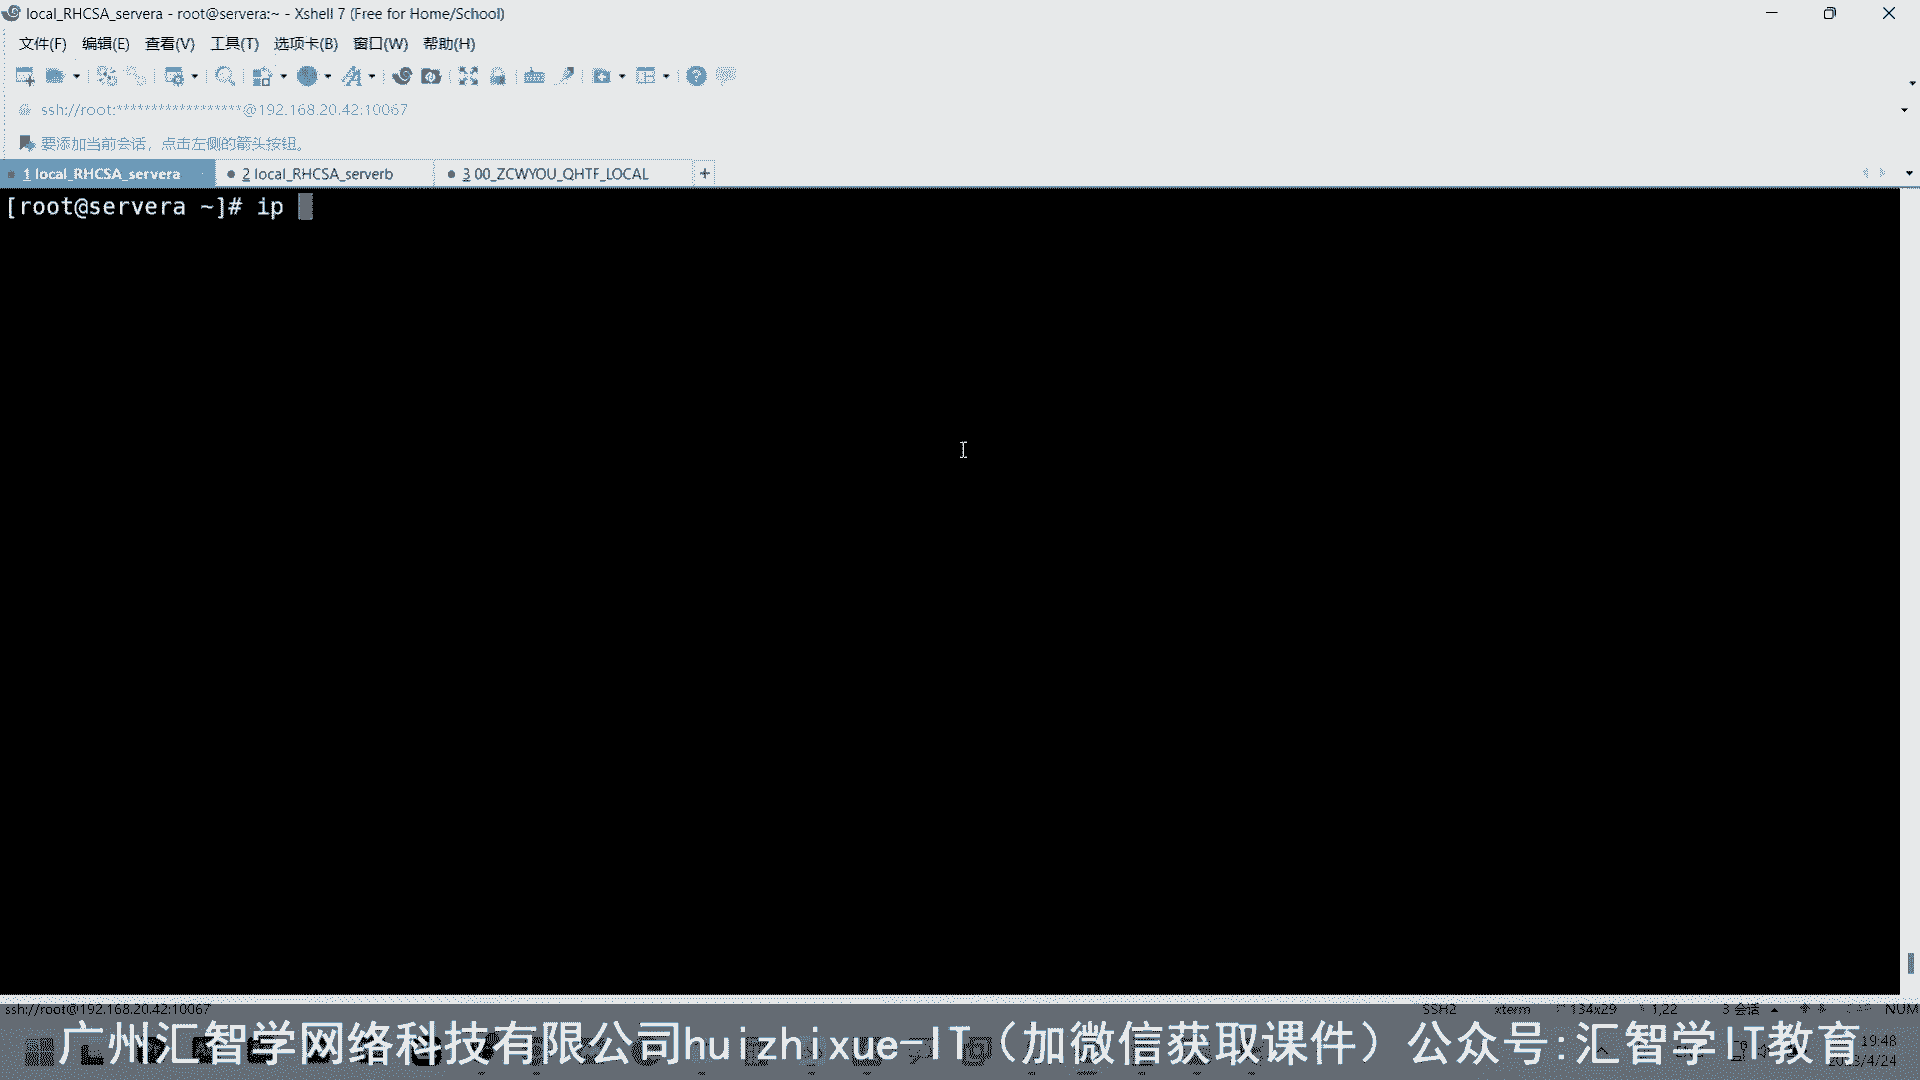 local_RHCSA_servera - root@servera:~ - Xshell 7 (Free for Home/School)
文件(F) 编辑(E) 查看(V) 工具(T) 选项卡(B) 窗口(W) 帮助(H)
ssh://root:******************@192.168.20.42:10067
要添加当前会话，点击左侧的箭头按钮。
1 local_RHCSA_servera 2 local_RHCSA_serverb 3 00_ZCWYOU_QHTF_LOCAL +
[root@servera ~]# ip
ssh://root@192.168.20.42:10067 SSH2 xterm 134x29 1,22 3 会话 NUM
广州汇智学网络科技有限公司huizhixue-IT（加微信获取课件）公众号:汇智学IT教育
19:48